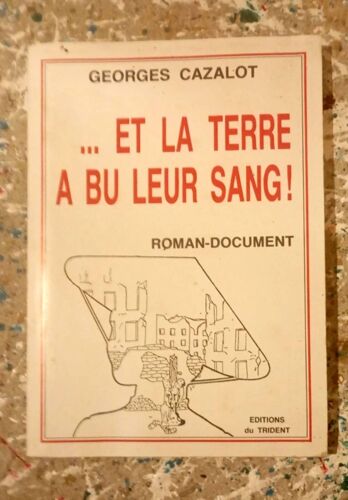 GEORGES CAZALOT
... ET LA TERRE
A BU LEUR SANG!
ROMAN-DOCUMENT
EDITIONS
du TRIDENT